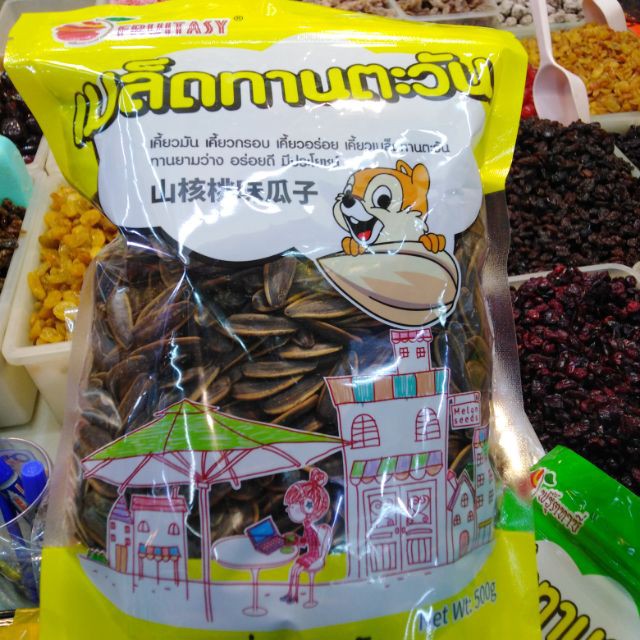 FRUITASY ®
เมล็ดทานตะวัน
เคี้ยวมัน เคี้ยวกรอบ เคี้ยวอร่อย เคี้ยวเมล็ดทานตะวัน
ทานยามว่าง อร่อยดี มีประโยชน์
山核桃味瓜子
Melon
seeds
Net Wt: 500g